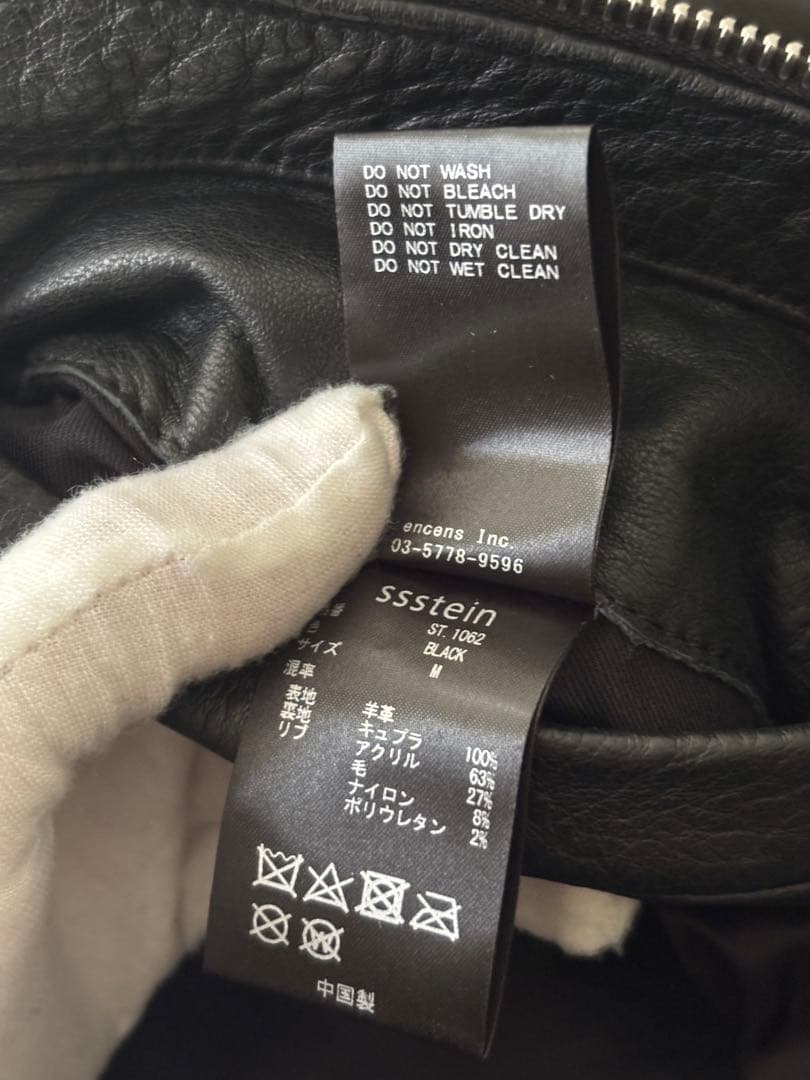 DO NOT WASH
DO NOT BLEACH
DO NOT TUMBLE DRY
DO NOT IRON
DO NOT DRY CLEAN
DO NOT WET CLEAN
encens Inc.
03-5778-9596
ssstein
番 ST.1062
色 BLACK
サイズ M
混率
表地 羊革
裏地 キュプラ 100%
リブ アクリル 63%
毛 27%
ナイロン 8%
ポリウレタン 2%
W
中国製